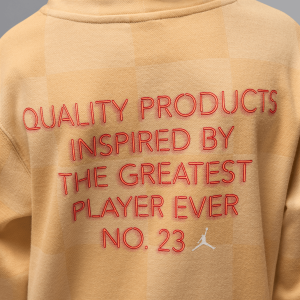 QUALITY PRODUCTS
INSPIRED BY
THE GREATEST
PLAYER EVER
NO. 23